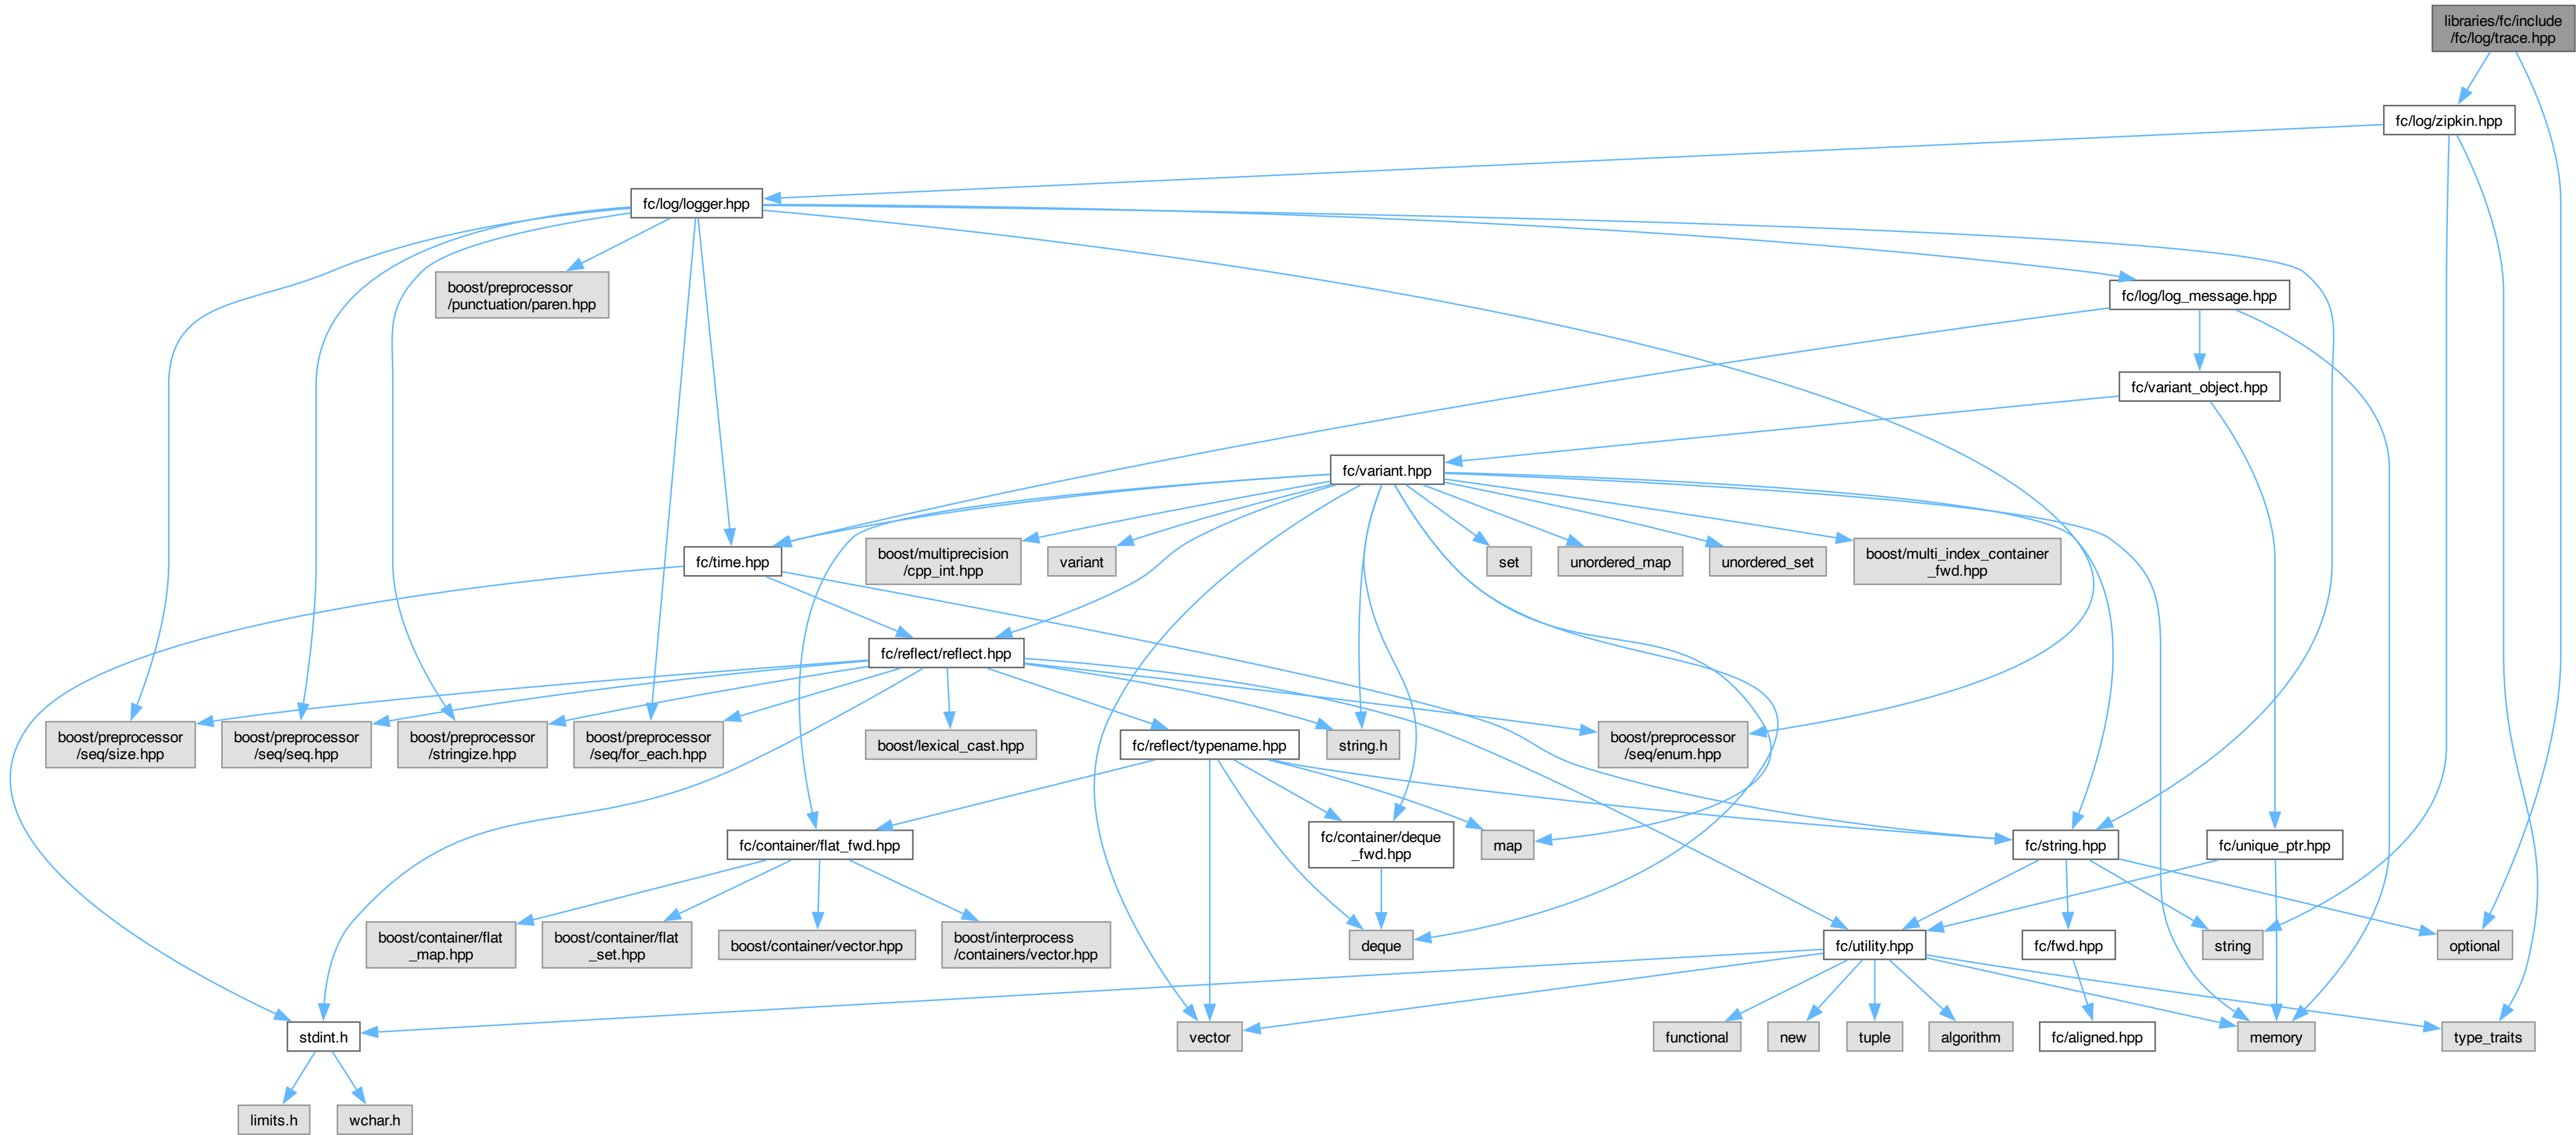 libraries/fc/include
/fc/log/trace.hpp
fc/log/zipkin.hpp
fc/log/logger.hpp
boost/preprocessor
/punctuation/paren.hpp
fc/log/log_message.hpp
fc/variant_object.hpp
fc/variant.hpp
fc/time.hpp
boost/multiprecision
/cpp_int.hpp
variant
set
unordered_map
unordered_set
boost/multi_index_container
_fwd.hpp
fc/reflect/reflect.hpp
boost/preprocessor
/seq/size.hpp
boost/preprocessor
/seq/seq.hpp
boost/preprocessor
/stringize.hpp
boost/preprocessor
/seq/for_each.hpp
boost/lexical_cast.hpp
fc/reflect/typename.hpp
string.h
boost/preprocessor
/seq/enum.hpp
fc/container/flat_fwd.hpp
fc/container/deque
_fwd.hpp
map
fc/string.hpp
fc/unique_ptr.hpp
boost/container/flat
_map.hpp
boost/container/flat
_set.hpp
boost/container/vector.hpp
boost/interprocess
/containers/vector.hpp
deque
fc/utility.hpp
fc/fwd.hpp
string
optional
stdint.h
vector
functional
new
tuple
algorithm
fc/aligned.hpp
memory
type_traits
limits.h
wchar.h